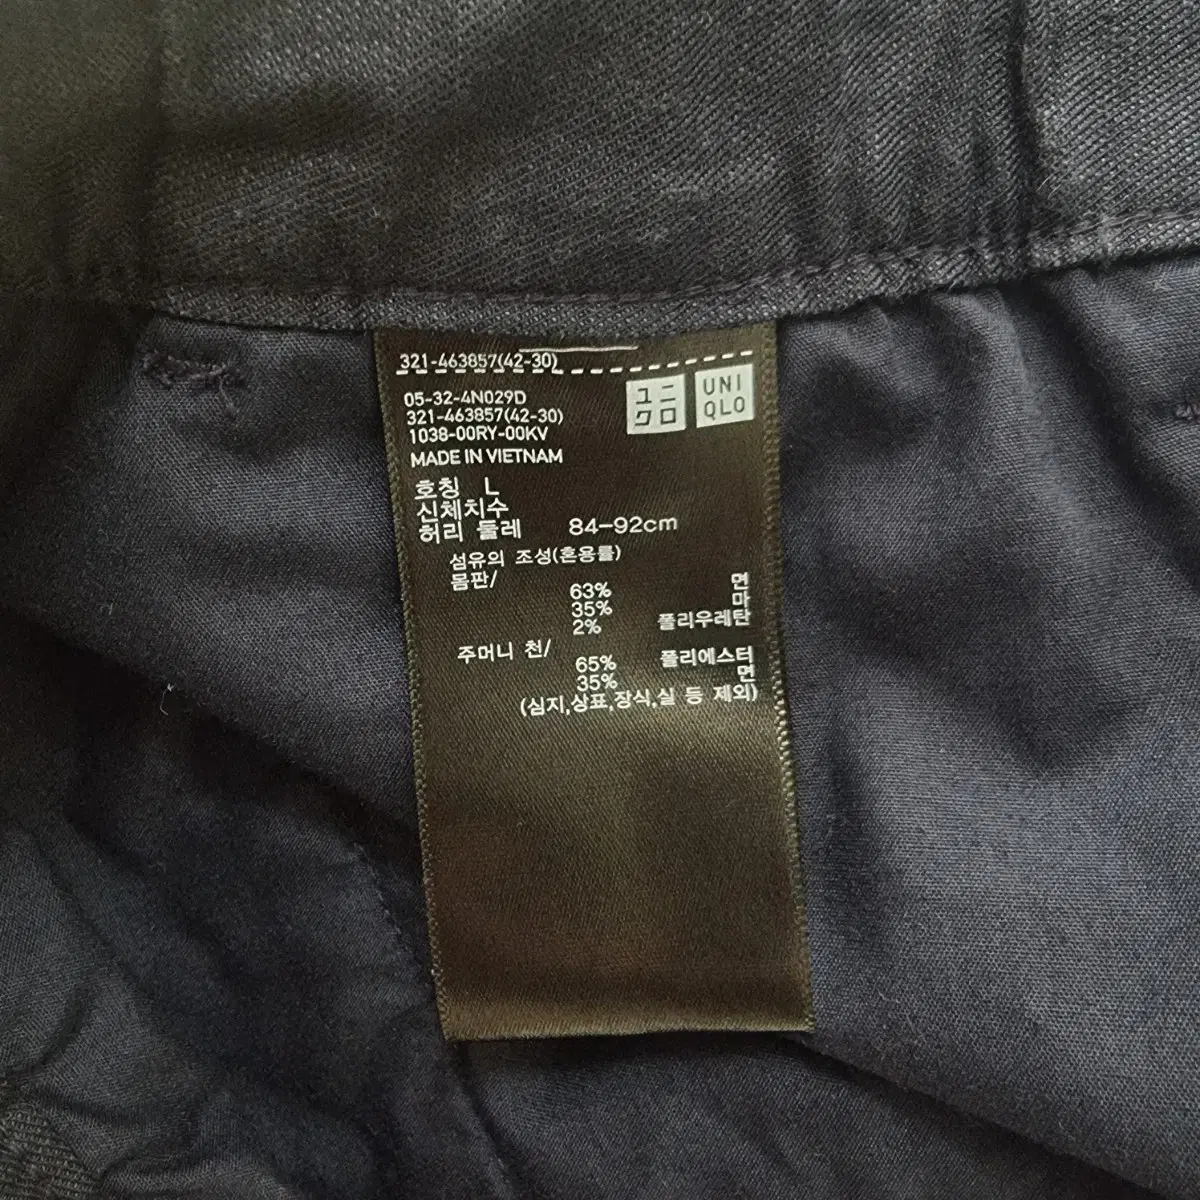 321-463857(42-30)
05-32-4N029D
321-463857(42-30)
1038-00RY-00KV
MADE IN VIETNAM
ユニ
クロ
UNI
QLO
호칭 L
신체치수
허리 둘레 84-92cm
섬유의 조성(혼용률)
몸판/
63% 면
35% 마
2% 폴리우레탄
주머니 천/
65% 폴리에스터
35% 면
(심지,상표,장식,실 등 제외)